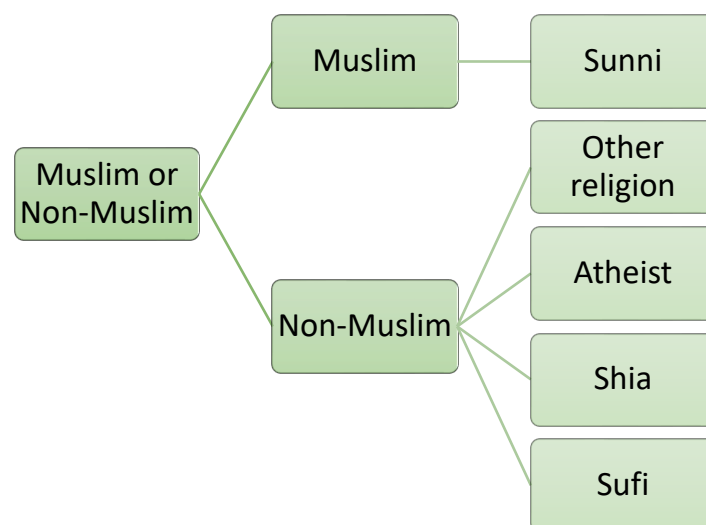 Muslim or
Non-Muslim
Muslim
Sunni
Non-Muslim
Other
religion
Atheist
Shia
Sufi